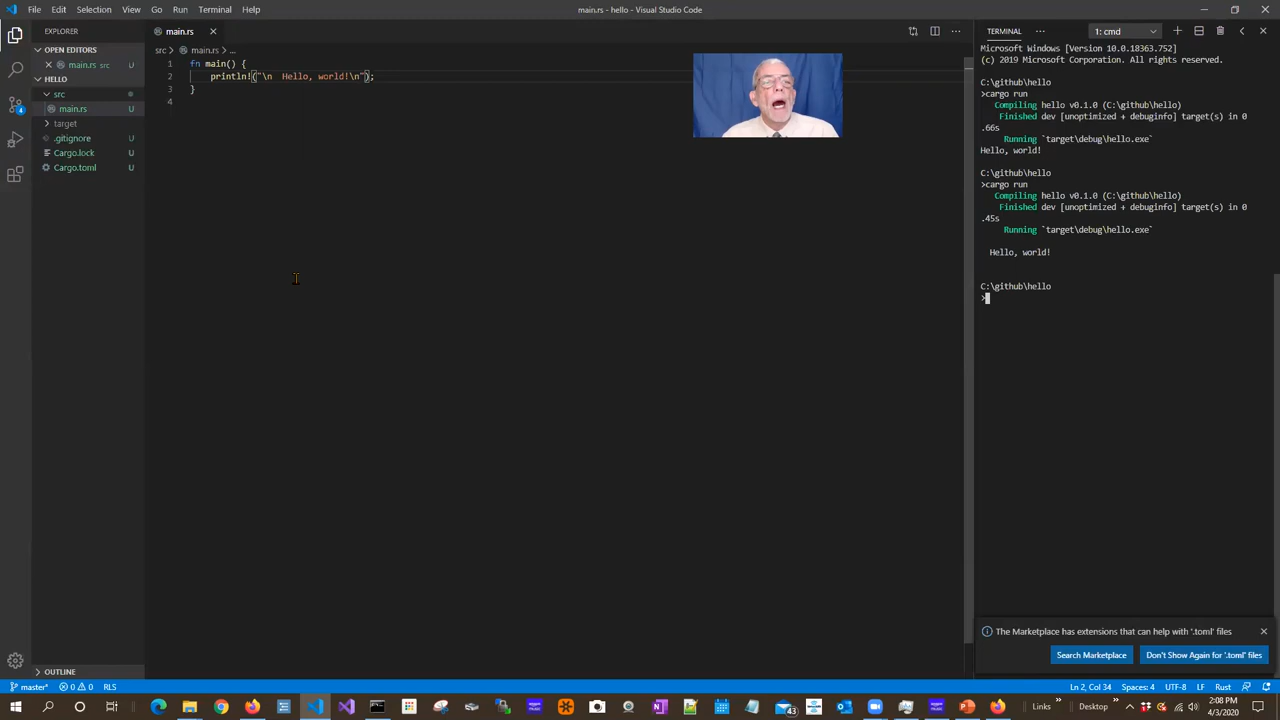 File Edit Selection View Go Run Terminal Help
main.rs - hello - Visual Studio Code
EXPLORER
OPEN EDITORS
main.rs U
HELLO
src
main.rs U
target
.gitignore U
Cargo.lock U
Cargo.toml U
OUTLINE
main.rs
src > main.rs > ...
1 fn main() {
2 println!("\n  Hello, world!\n");
3 }
4
TERMINAL
1: cmd
Microsoft Windows [Version 10.0.18363.752]
(c) 2019 Microsoft Corporation. All rights reserved.
C:\github\hello
>cargo run
Compiling hello v0.1.0 (C:\github\hello)
Finished dev [unoptimized + debuginfo] target(s) in 0
.66s
Running `target\debug\hello.exe`
Hello, world!
C:\github\hello
>cargo run
Compiling hello v0.1.0 (C:\github\hello)
Finished dev [unoptimized + debuginfo] target(s) in 0
.45s
Running `target\debug\hello.exe`
Hello, world!
C:\github\hello
>
The Marketplace has extensions that can help with '.toml' files
Search Marketplace
Don't Show Again for '.toml' files
4
master* 0 0 RLS
Ln 2, Col 34 Spaces: 4 UTF-8 LF Rust
43
Links
Desktop
2:08 PM
4/3/2020